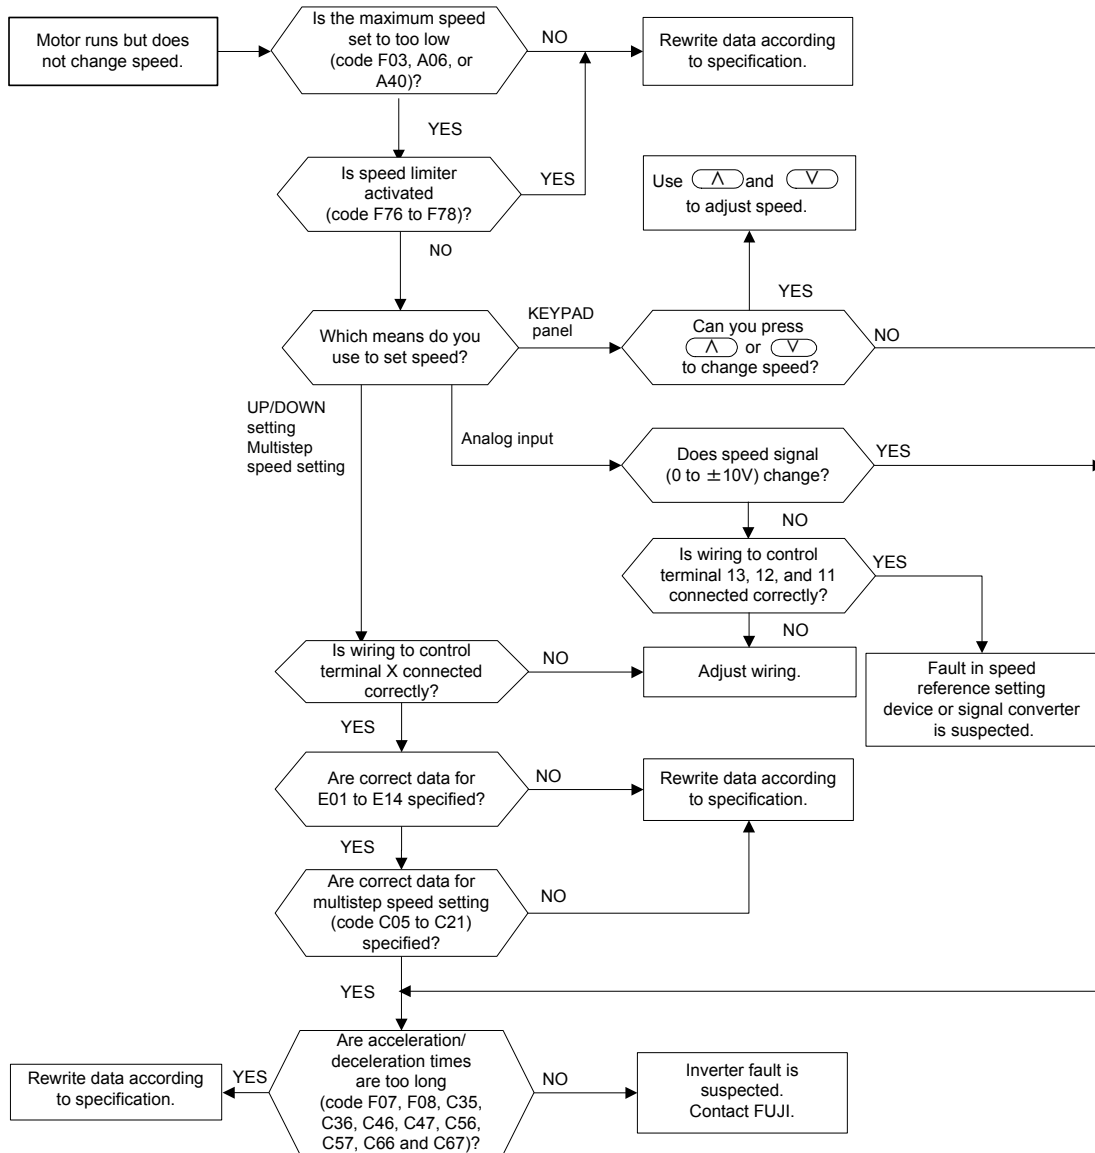 Motor runs but does
not change speed.
Is the maximum speed
set to too low
(code F03, A06, or
A40)?
NO
Rewrite data according
to specification.
YES
Is speed limiter
activated
(code F76 to F78)?
YES
NO
Use ∧ and ∨
to adjust speed.
YES
Which means do you
use to set speed?
KEYPAD
panel
Can you press
∧ or ∨
to change speed?
NO
UP/DOWN
setting
Multistep
speed setting
Analog input
Does speed signal
(0 to ±10V) change?
YES
NO
Is wiring to control
terminal 13, 12, and 11
connected correctly?
YES
NO
Is wiring to control
terminal X connected
correctly?
NO
Adjust wiring.
Fault in speed
reference setting
device or signal converter
is suspected.
YES
Are correct data for
E01 to E14 specified?
NO
Rewrite data according
to specification.
YES
Are correct data for
multistep speed setting
(code C05 to C21)
specified?
NO
YES
Are acceleration/
deceleration times
are too long
(code F07, F08, C35,
C36, C46, C47, C56,
C57, C66 and C67)?
YES
Rewrite data according
to specification.
NO
Inverter fault is
suspected.
Contact FUJI.